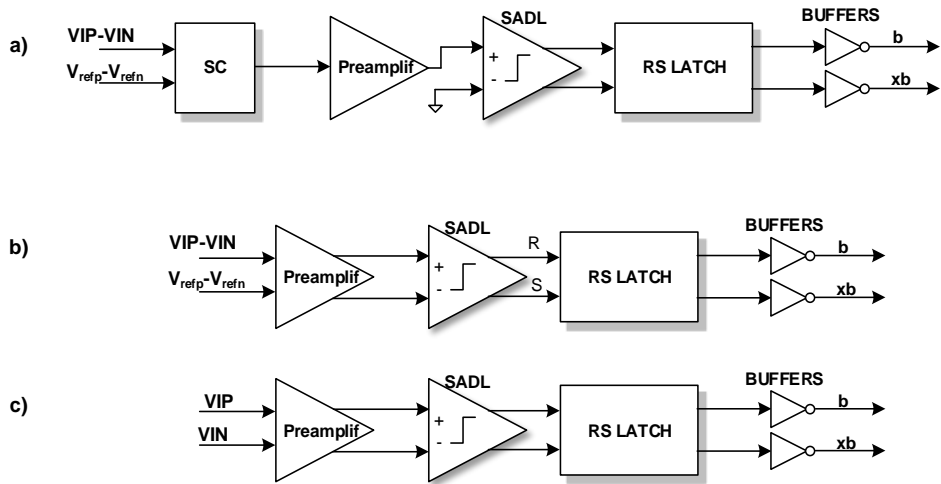 a)
VIP-VIN
Vrefp-Vrefn
SC
Preamplif
SADL
+
-
RS LATCH
BUFFERS
b
xb
b)
VIP-VIN
Vrefp-Vrefn
Preamplif
SADL
+
-
R
S
RS LATCH
BUFFERS
b
xb
c)
VIP
VIN
Preamplif
SADL
+
-
RS LATCH
BUFFERS
b
xb